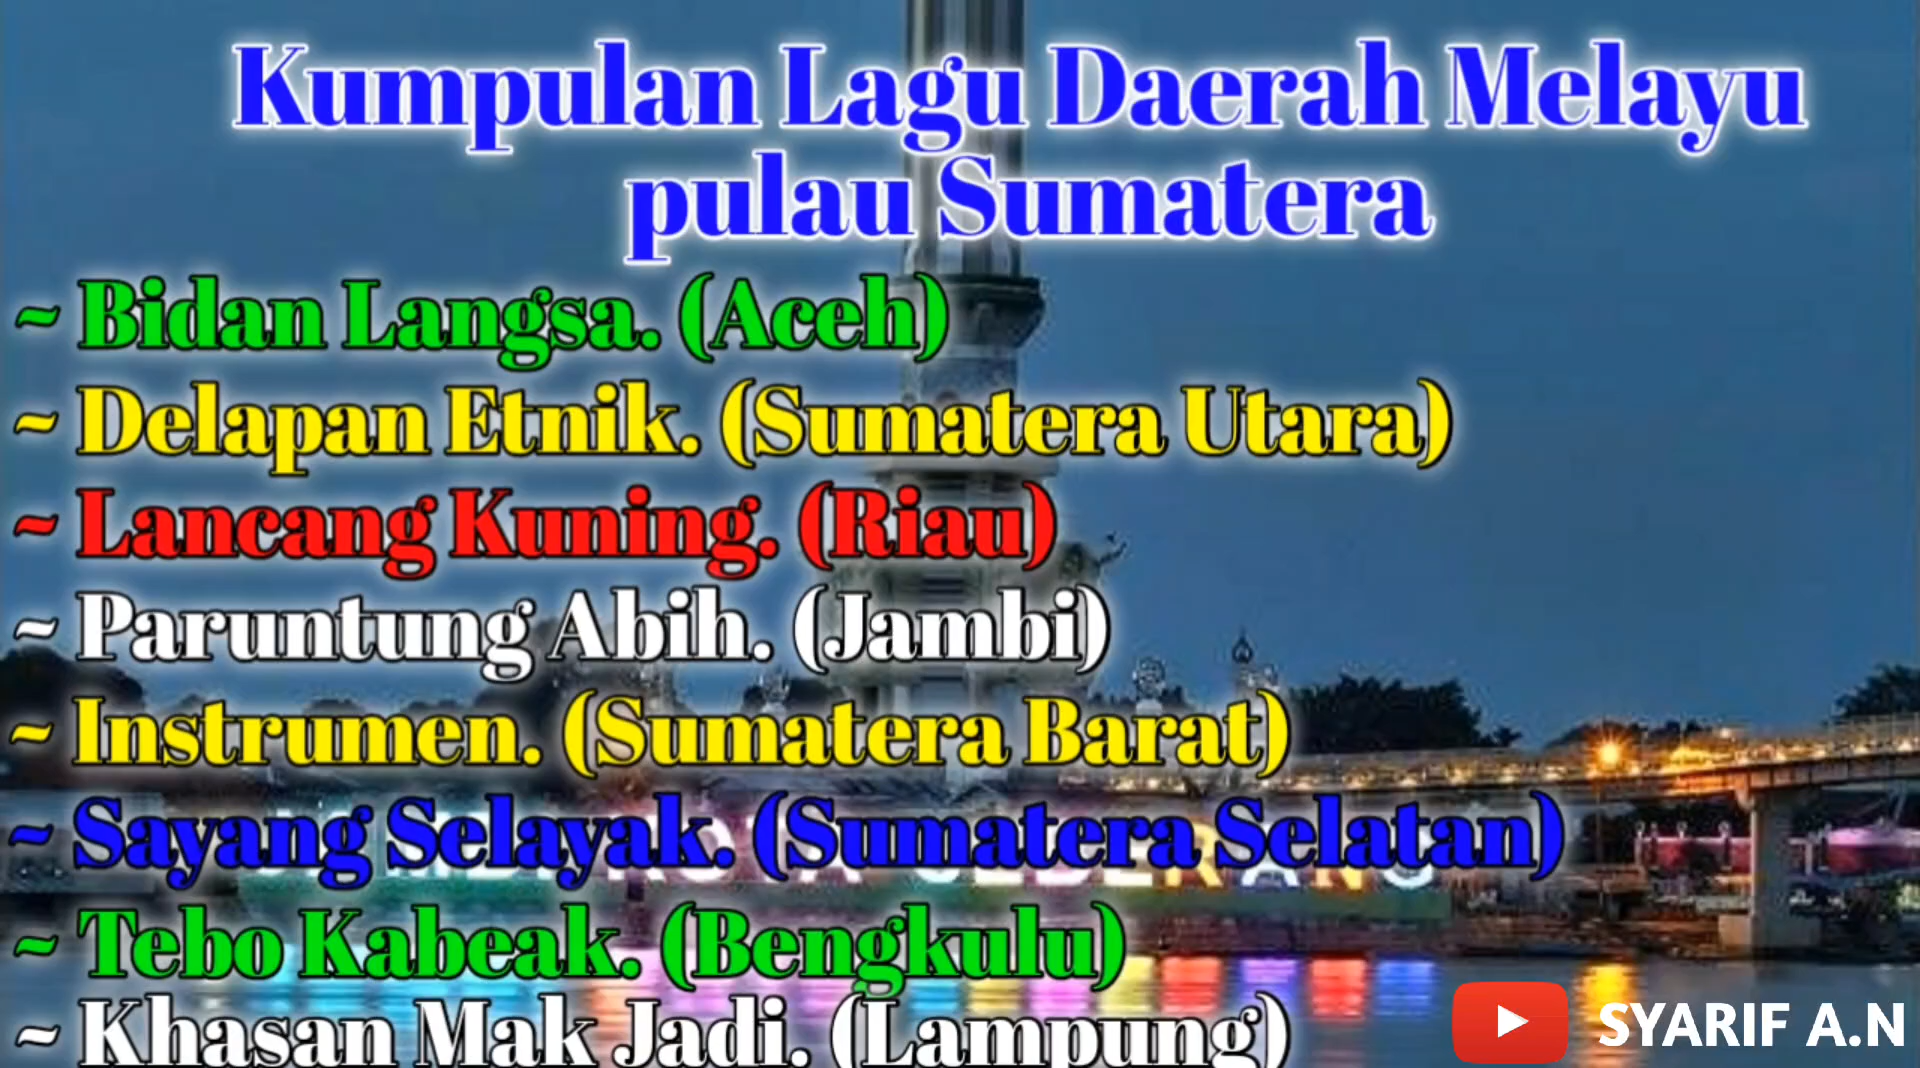 Kumpulan Lagu Daerah Melayu
pulau Sumatera
~ Bidan Langsa. (Aceh)
~ Delapan Etnik. (Sumatera Utara)
~ Lancang Kuning. (Riau)
~ Paruntung Abih. (Jambi)
~ Instrumen. (Sumatera Barat)
~ Sayang Selayak. (Sumatera Selatan)
~ Tebo Kabeak. (Bengkulu)
~ Khasan Mak Jadi. (Lampung)
SYARIF A.N